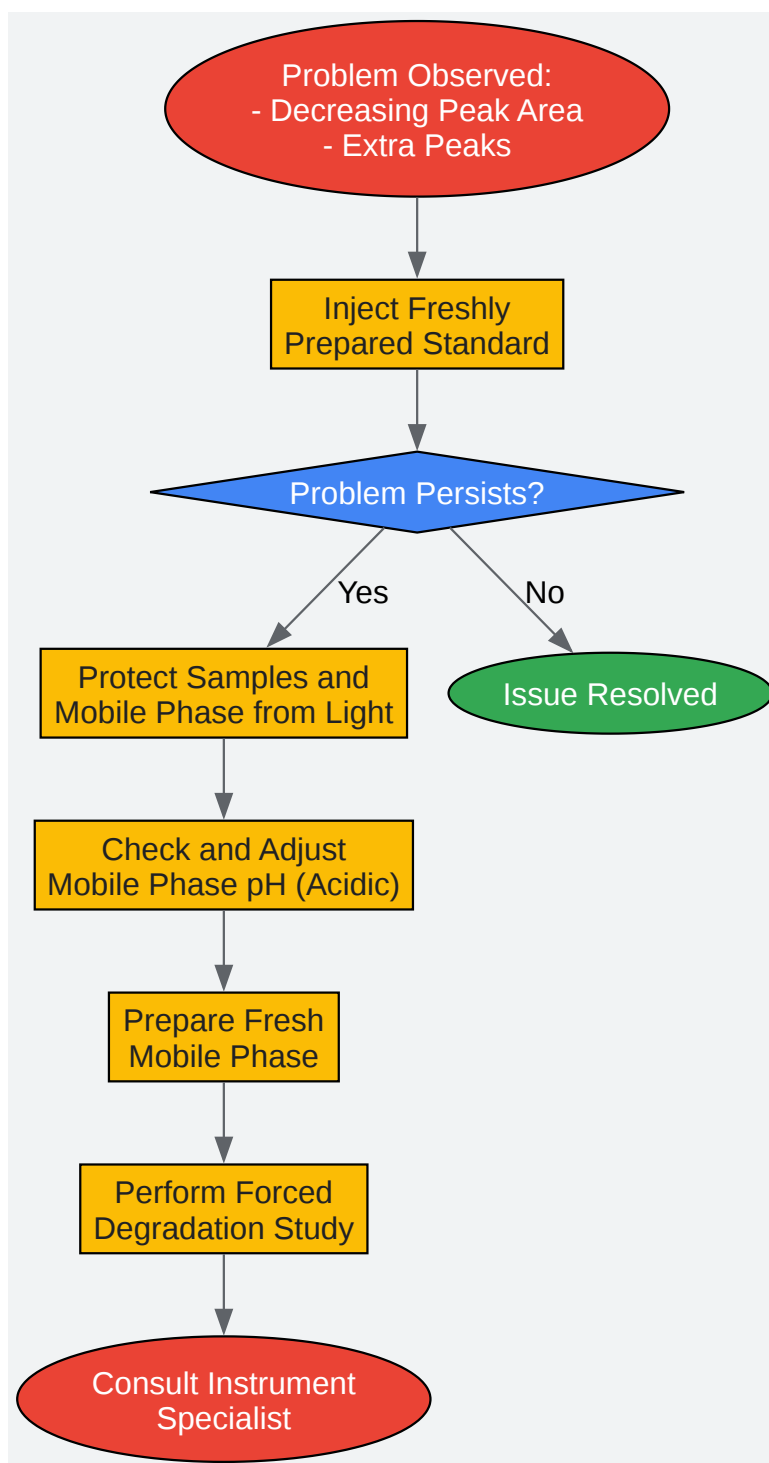 Problem Observed:
- Decreasing Peak Area
- Extra Peaks
Inject Freshly
Prepared Standard
Problem Persists?
Yes
No
Protect Samples and
Mobile Phase from Light
Issue Resolved
Check and Adjust
Mobile Phase pH (Acidic)
Prepare Fresh
Mobile Phase
Perform Forced
Degradation Study
Consult Instrument
Specialist